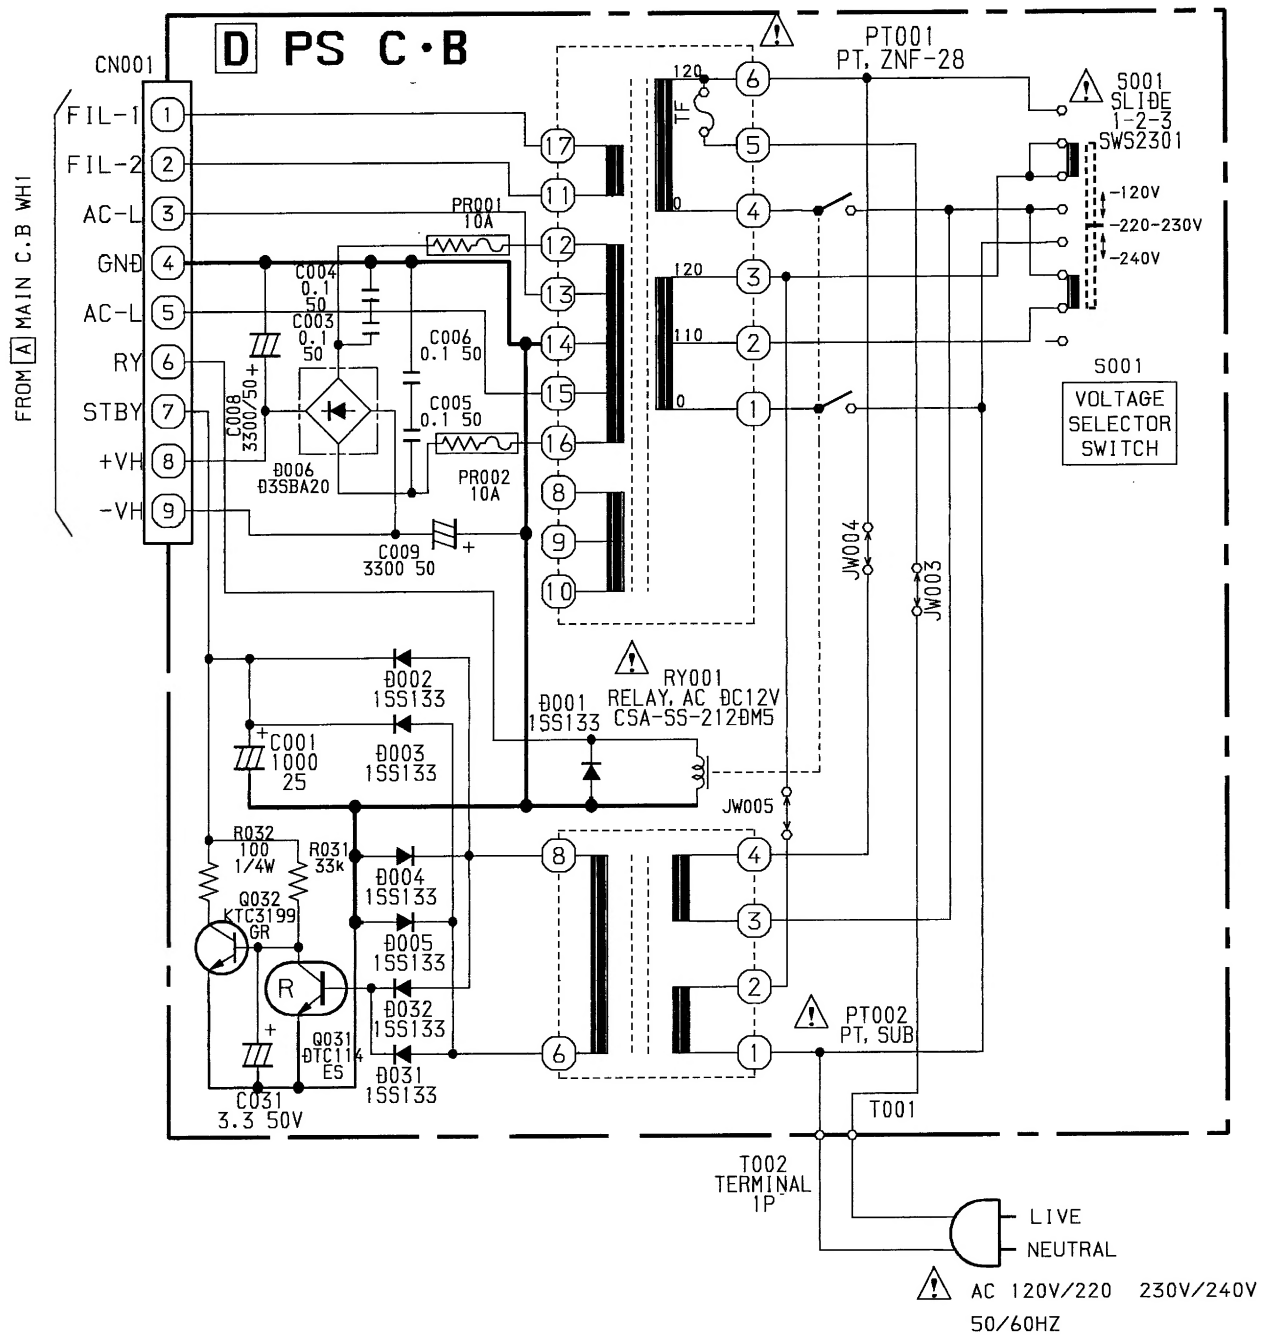 D PS C·B
CN001
FROM A MAIN C.B WH1
FIL-1 1
FIL-2 2
AC-L 3
GND 4
AC-L 5
RY 6
STBY 7
+VH 8
-VH 9
PT001
PT, ZNF-28
120
TF
0
120
110
0
6
5
4
3
2
1
17
11
12
13
14
15
16
8
9
10
PR001
10A
C004
0.1
50
C003
0.1
50
C006
0.1 50
C005
0.1 50
C008
3300/50
+
D006
D3SBA20
PR002
10A
C009
3300 50
+
S001
SLIDE
1-2-3
SWS2301
-120V
-220-230V
-240V
S001
VOLTAGE
SELECTOR
SWITCH
JW004
JW003
RY001
RELAY, AC DC12V
CSA-SS-212DM5
D001
1SS133
D002
1SS133
D003
1SS133
+
C001
1000
25
JW005
R032
100
1/4W
R031
33k
D004
1SS133
D005
1SS133
Q032
KTC3199
GR
R
D032
1SS133
Q031
DTC114
ES
D031
1SS133
+
C031
3.3 50V
8
6
4
3
2
1
PT002
PT, SUB
T001
T002
TERMINAL
1P
LIVE
NEUTRAL
AC 120V/220 230V/240V
50/60HZ